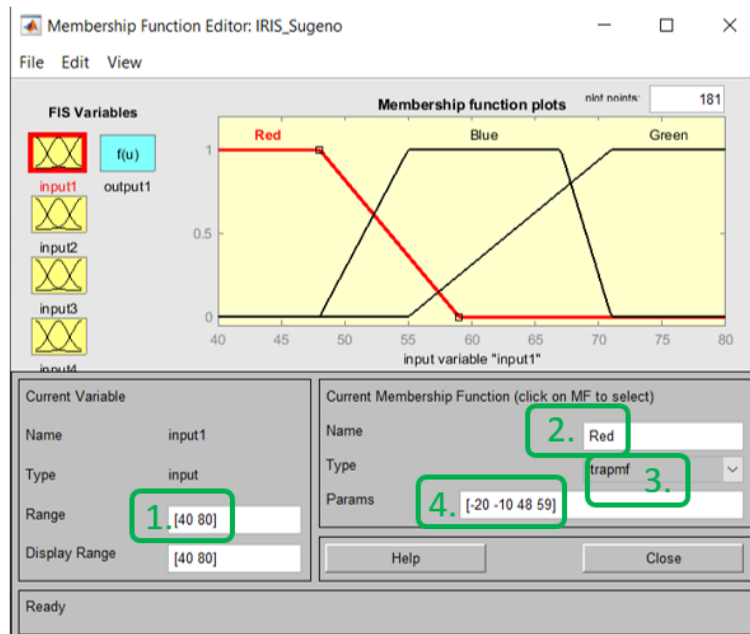 Membership Function Editor: IRIS_Sugeno
File Edit View
FIS Variables
f(u)
input1 output1
input2
input3
input4
Membership function plots plot points: 181
Red Blue Green
1
0.5
0
40 45 50 55 60 65 70 75 80
input variable "input1"
Current Variable
Name input1
Type input
Range 1. [40 80]
Display Range [40 80]
Current Membership Function (click on MF to select)
Name 2. Red
Type trapmf 3.
Params 4. [-20 -10 48 59]
Help Close
Ready